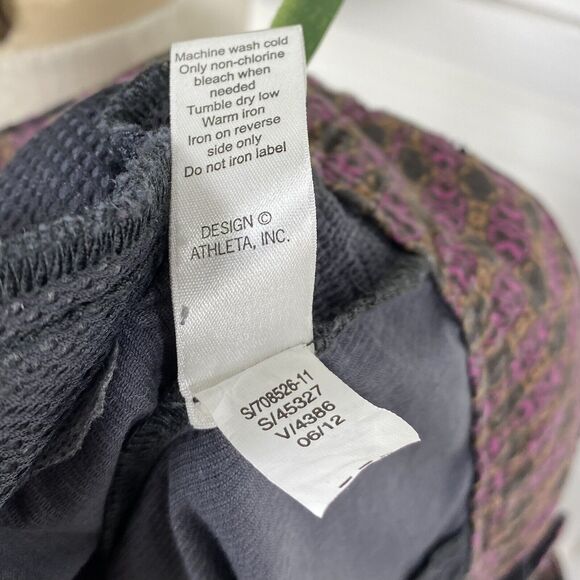 Machine wash cold
Only non-chlorine
bleach when
needed
Tumble dry low
Warm iron
Iron on reverse
side only
Do not iron label
DESIGN ©
ATHLETA, INC.
S/708526-11
S/45327
V/4386
06/12